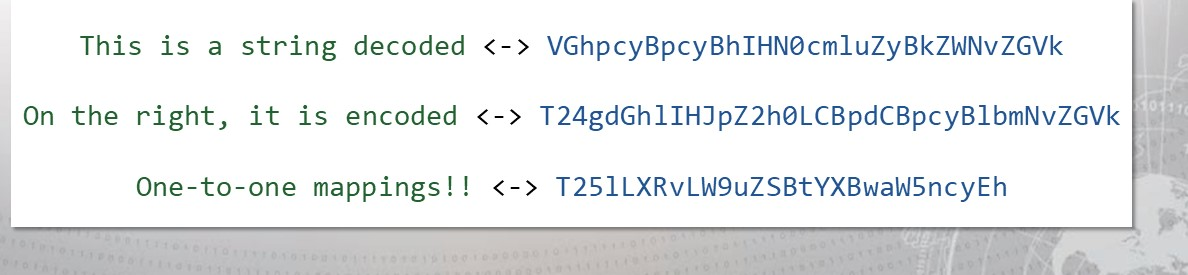 This is a string decoded <-> VGhpcyBpcyBhIHN0cmluZyBkZWNvZGVk
On the right, it is encoded <-> T24gdGhlIHJpZ2h0LCBpdCBpcyBlbmNvZGVk
One-to-one mappings!! <-> T25lLXRvLW9uZSBtYXBwaW5ncyEh